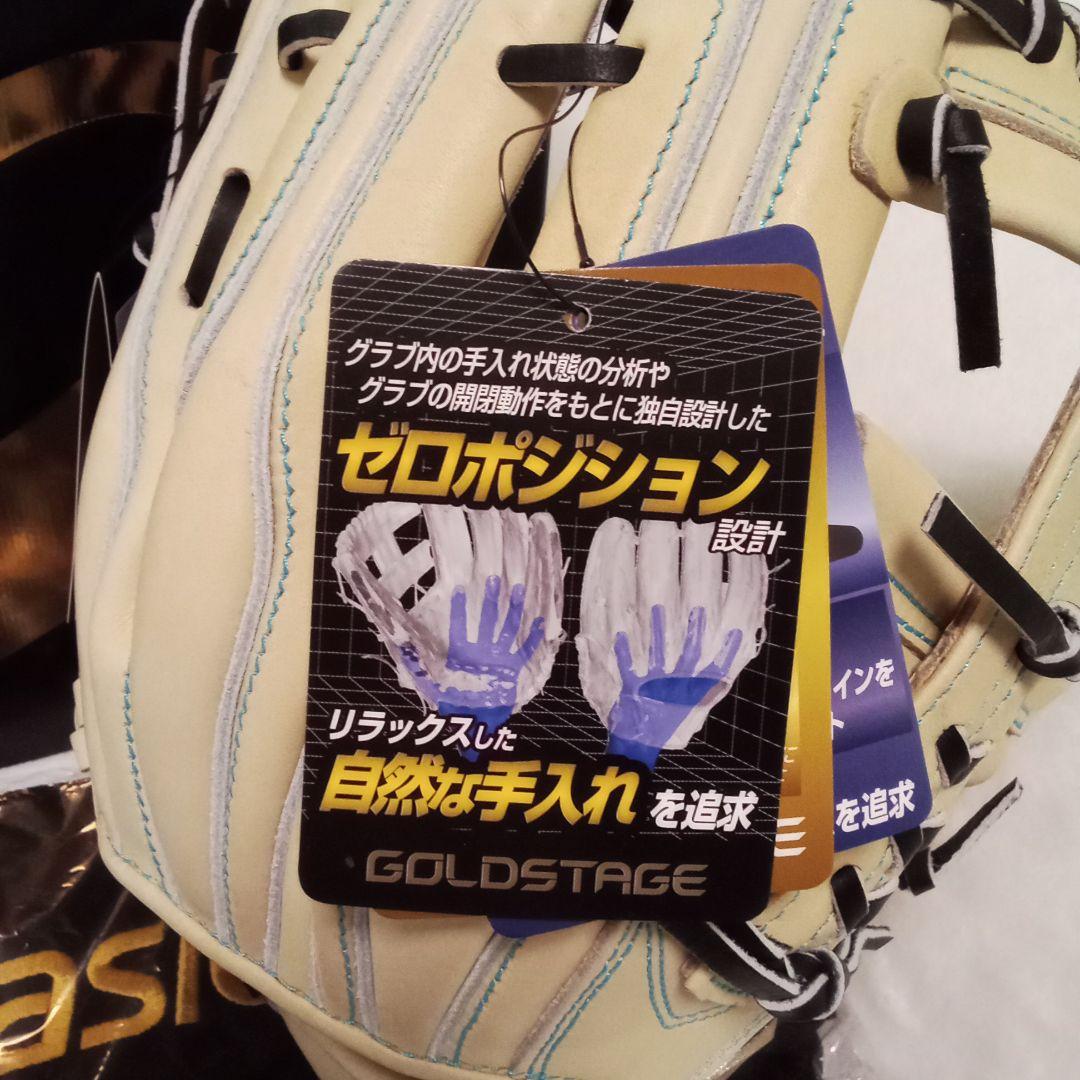 グラブ内の手入れ状態の分析や
グラブの開閉動作をもとに独自設計した
ゼロポジション
設計
リラックスした
自然な手入れを追求
GOLDSTAGE
インを
ト
に
E
を追求
asic